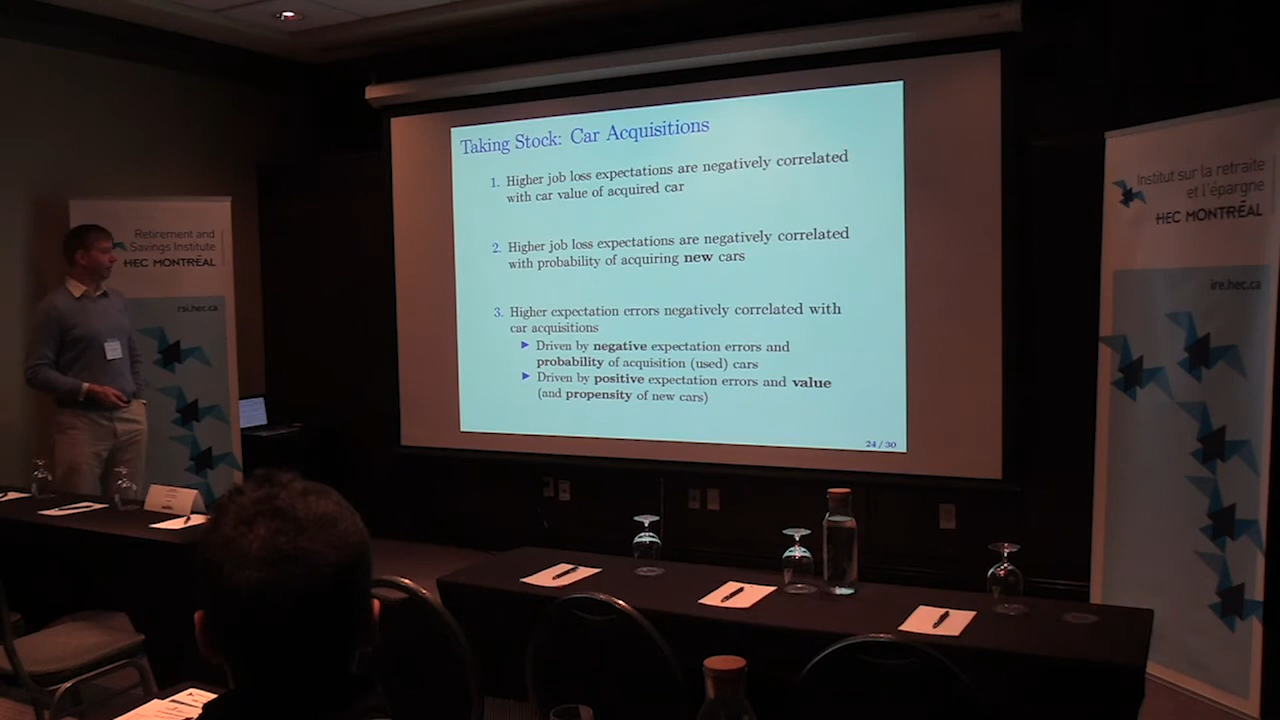 Taking Stock: Car Acquisitions
1. Higher job loss expectations are negatively correlated
with car value of acquired car
2. Higher job loss expectations are negatively correlated
with probability of acquiring new cars
3. Higher expectation errors negatively correlated with
car acquisitions
▶ Driven by negative expectation errors and
probability of acquisition (used) cars
▶ Driven by positive expectation errors and value
(and propensity of new cars)
24 / 30
Retirement and
Savings Institute
HEC MONTRĒAL
rsi.hec.ca
Institut sur la retraite
et l'épargne
HEC MONTRĒAL
ire.hec.ca